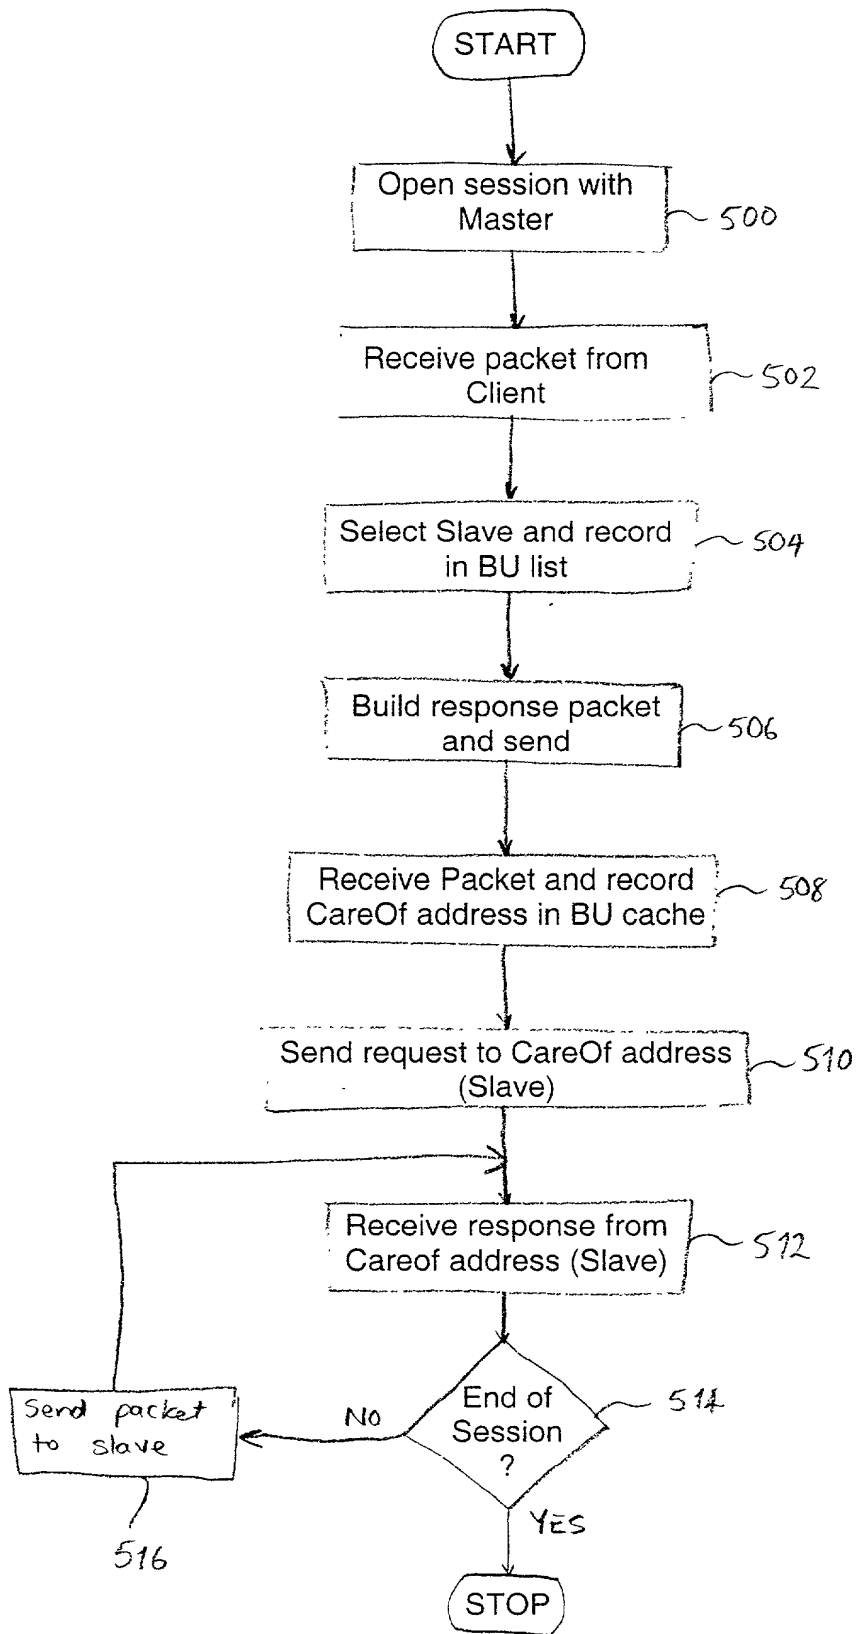 START
Open session with
Master
500
Receive packet from
Client
502
Select Slave and record
in BU list
504
Build response packet
and send
506
Receive Packet and record
CareOf address in BU cache
508
Send request to CareOf address
(Slave)
510
Receive response from
Careof address (Slave)
512
End of
Session
?
514
NO
Send packet
to slave
516
YES
STOP